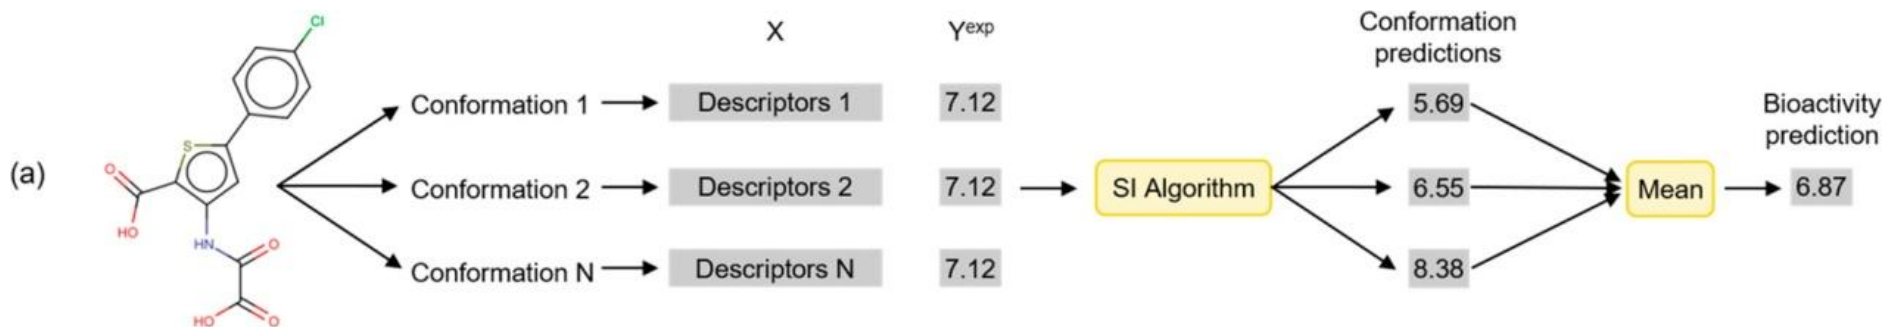 (a)
Cl
S
O
HO
HN
O
HO
O
Conformation 1
Conformation 2
Conformation N
X
Descriptors 1
Descriptors 2
Descriptors N
Yexp
7.12
7.12
7.12
SI Algorithm
Conformation
predictions
5.69
6.55
8.38
Mean
Bioactivity
prediction
6.87